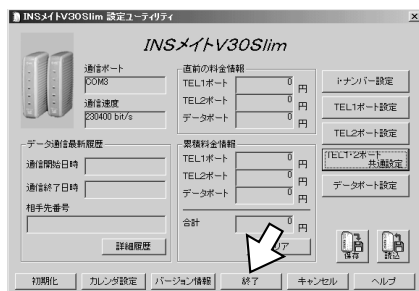 INSメイトV30Slim 設定ユーティリティ
INSメイトV30Slim
通信ポート
COM3
通信速度
230400 bit/s
直前の料金情報
TEL1ポート 0 円
TEL2ポート 0 円
データポート 0 円
i・ナンバー設定
TEL1ポート設定
TEL2ポート設定
TEL1・2ポート
共通設定
データポート設定
データ通信最新履歴
通信開始日時
通信終了日時
相手先番号
詳細履歴
累積料金情報
TEL1ポート 0 円
TEL2ポート 0 円
データポート 0 円
合計 0 円
リア
保存 読込
初期化 カレンダ設定 バージョン情報 終了 キャンセル ヘルプ